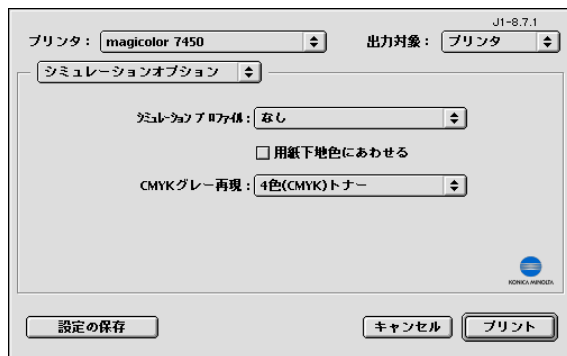 J1-8.7.1
プリンタ： magicolor 7450 出力対象： プリンタ
シミュレーションオプション
ｼﾐｭﾚｰｼｮﾝ ﾌﾟﾛﾌｧｲﾙ： なし
用紙下地色にあわせる
CMYKグレー再現： 4色(CMYK)トナー
KONICA MINOLTA
設定の保存 キャンセル プリント